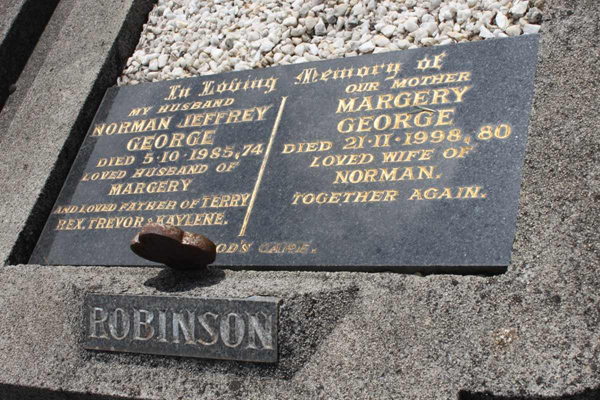 In Loving Memory of
MY HUSBAND
NORMAN JEFFREY
GEORGE
DIED 5-10-1985, 74
LOVED HUSBAND OF
MARGERY
AND LOVED FATHER OF TERRY
REX, TREVOR & KAYLENE.
OUR MOTHER
MARGERY
GEORGE
DIED 21-11-1998, 80
LOVED WIFE OF
NORMAN.
TOGETHER AGAIN.
GOD'S CARE.
ROBINSON